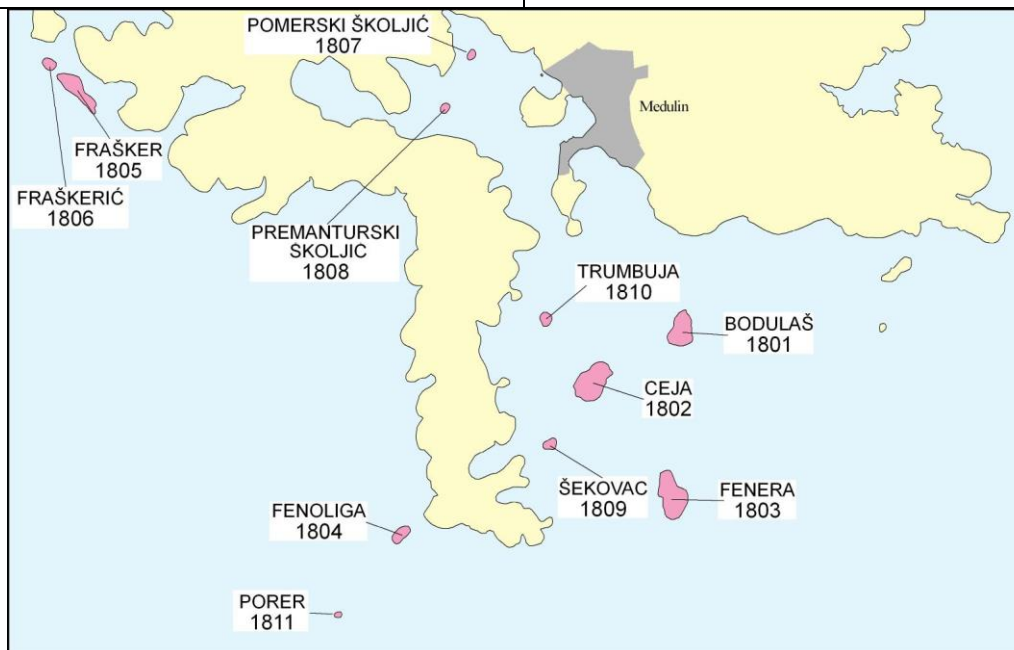 POMERSKI ŠKOLJIĆ
1807
Medulin
FRAŠKER
1805
FRAŠKERIĆ
1806
PREMANTURSKI
ŠKOLJIC
1808
TRUMBUJA
1810
BODULAŠ
1801
CEJA
1802
ŠEKOVAC
1809
FENERA
1803
FENOLIGA
1804
PORER
1811